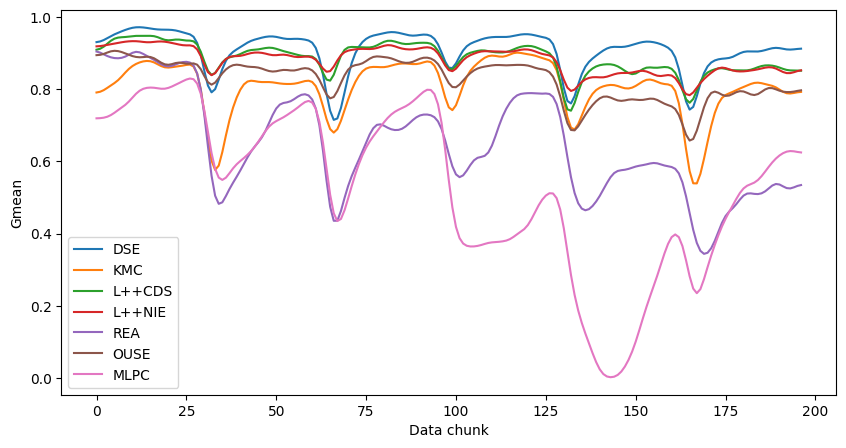 1.0
0.8
0.6
0.4
0.2
0.0
Gmean
DSE
KMC
L++CDS
L++NIE
REA
OUSE
MLPC
0 25 50 75 100 125 150 175 200
Data chunk